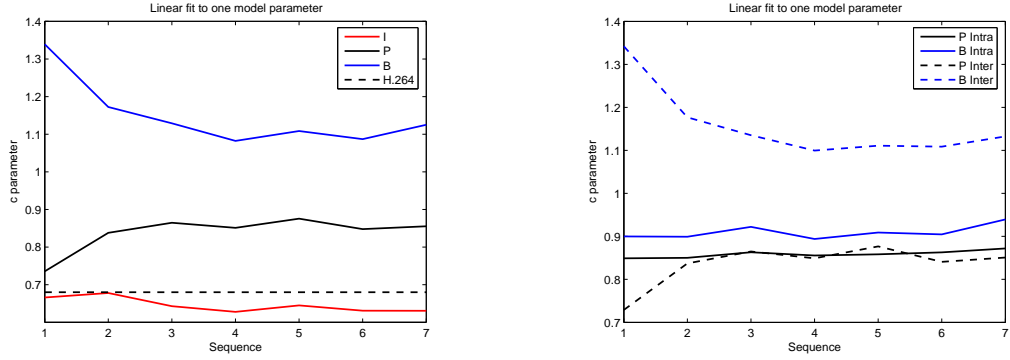 Linear fit to one model parameter
1.4
1.3
1.2
1.1
1
0.9
0.8
0.7
c parameter
1 2 3 4 5 6 7
Sequence
I
P
B
H.264
Linear fit to one model parameter
1.4
1.3
1.2
1.1
1
0.9
0.8
0.7
c parameter
1 2 3 4 5 6 7
Sequence
P Intra
B Intra
P Inter
B Inter